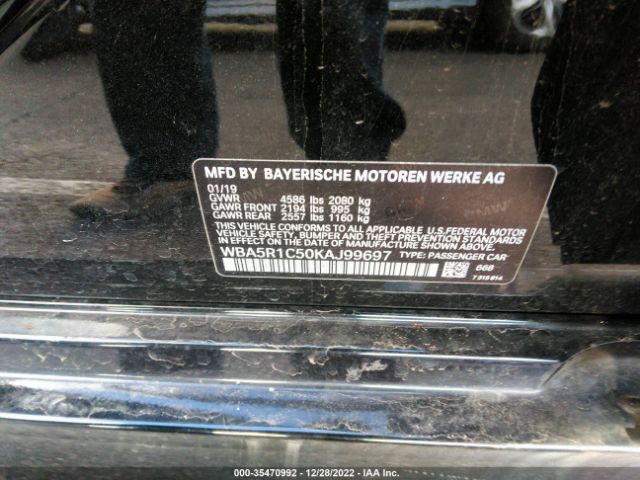 MFD BY BAYERISCHE MOTOREN WERKE AG
01/19
GVWR 4586 lbs 2080 kg
GAWR FRONT 2194 lbs 995 kg
GAWR REAR 2557 lbs 1160 kg
THIS VEHICLE CONFORMS TO ALL APPLICABLE U.S.FEDERAL MOTOR
VEHICLE SAFETY, BUMPER AND THEFT PREVENTION STANDARDS
IN EFFECT ON THE DATE OF MANUFACTURE SHOWN ABOVE.
WBA5R1C50KAJ99697 TYPE: PASSENGER CAR
668
7 318 814
000-35470992 - 12/28/2022 - IAA Inc.